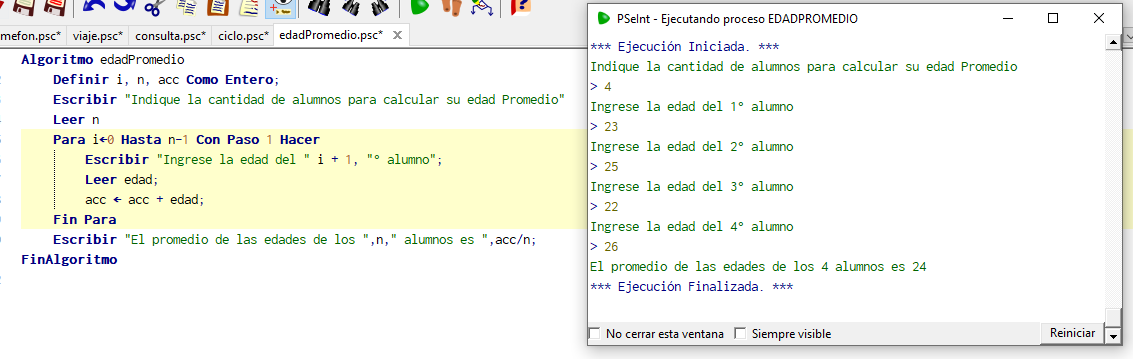 mefon.psc* viaje.psc* consulta.psc* ciclo.psc* edadPromedio.psc*
Algoritmo edadPromedio
Definir i, n, acc Como Entero;
Escribir "Indique la cantidad de alumnos para calcular su edad Promedio"
Leer n
Para i←0 Hasta n-1 Con Paso 1 Hacer
Escribir "Ingrese la edad del " i + 1, "° alumno";
Leer edad;
acc ← acc + edad;
Fin Para
Escribir "El promedio de las edades de los ",n," alumnos es ",acc/n;
FinAlgoritmo
PSeInt - Ejecutando proceso EDADPROMEDIO
*** Ejecución Iniciada. ***
Indique la cantidad de alumnos para calcular su edad Promedio
> 4
Ingrese la edad del 1° alumno
> 23
Ingrese la edad del 2° alumno
> 25
Ingrese la edad del 3° alumno
> 22
Ingrese la edad del 4° alumno
> 26
El promedio de las edades de los 4 alumnos es 24
*** Ejecución Finalizada. ***
No cerrar esta ventana Siempre visible Reiniciar